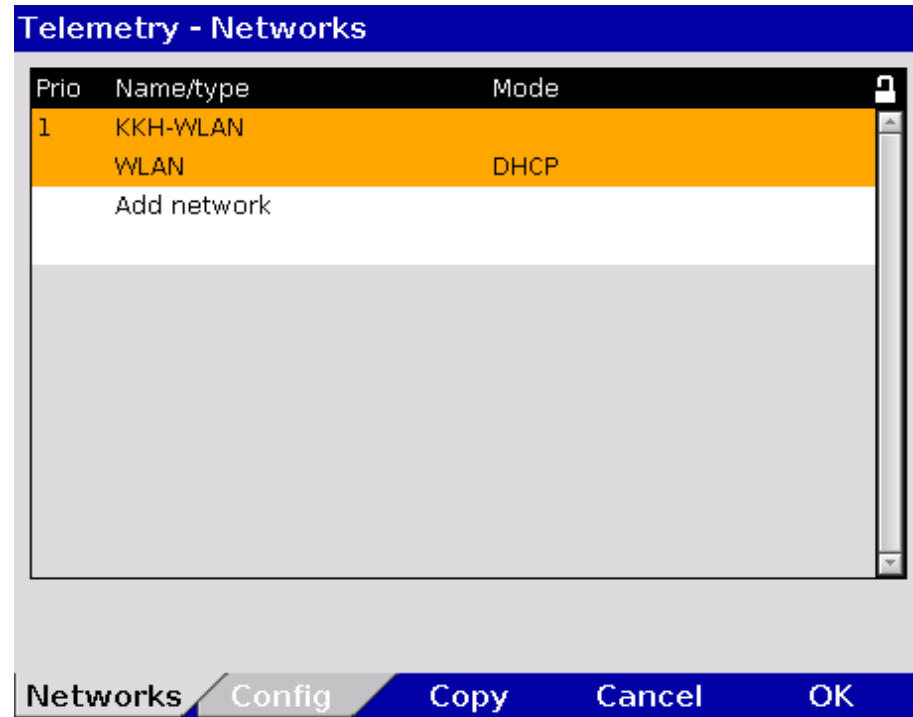 Telemetry - Networks
Prio Name/type Mode
1 KKH-WLAN
WLAN DHCP
Add network
Networks Config Copy Cancel OK